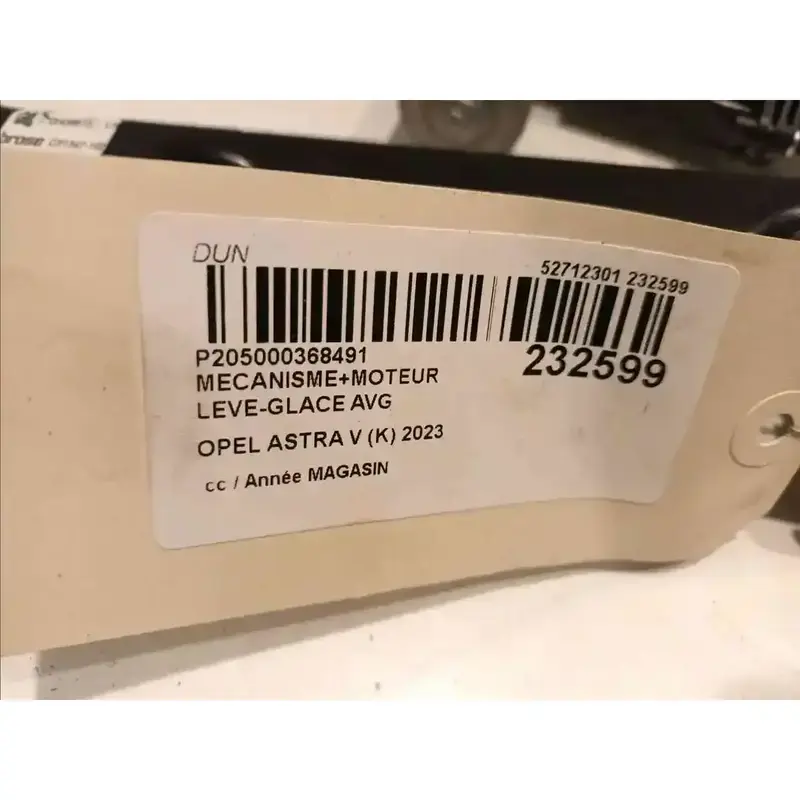 DUN
52712301 232599
P205000368491
232599
MECANISME+MOTEUR
LEVE-GLACE AVG
OPEL ASTRA V (K) 2023
cc / Année MAGASIN